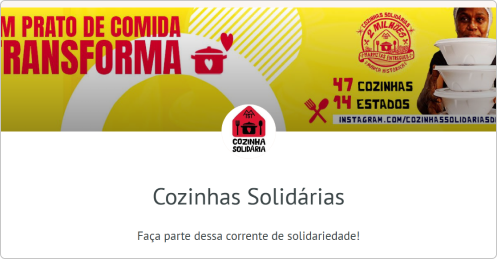 M PRATO DE COMIDA
TRANSFORMA
COZINHAS SOLIDÁRIAS
2 MILHÕES
47 COZINHAS
14 ESTADOS
INSTAGRAM.COM/COZINHASSOLIDARIASD
COZINHA
SOLIDÁRIA
Cozinhas Solidárias
Faça parte dessa corrente de solidariedade!